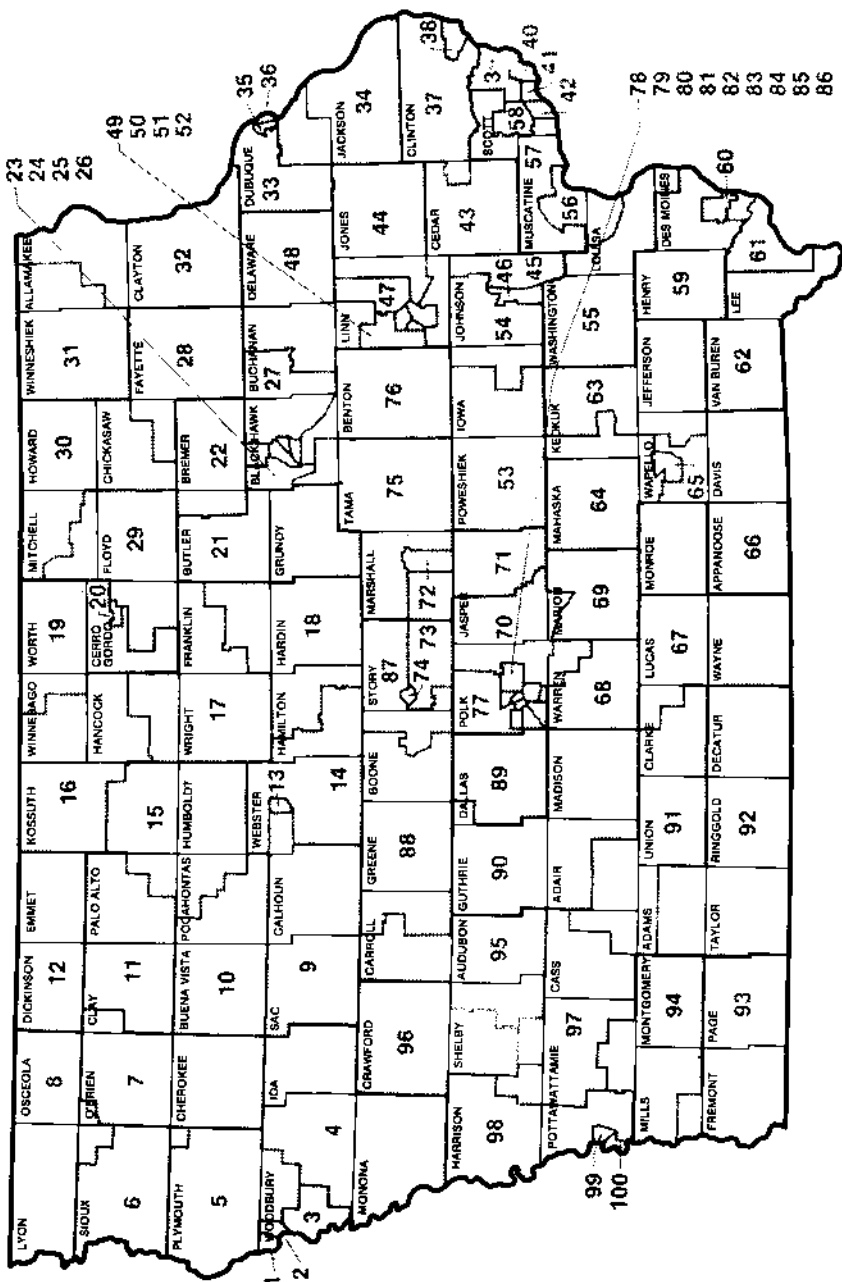 23
24
25
26
49
50
51
52
35
36
LYON
OSCEOLA
8
DICKINSON
12
EMMET
KOSSUTH
16
WINNEBAGO
WORTH
19
MITCHELL
HOWARD
30
WINNESHIEK
31
ALLAMAKEE
SIOUX
6
O'BRIEN
7
CLAY
11
PALO ALTO
15
HANCOCK
CERRO
GORDO
20
FLOYD
29
CHICKASAW
FAYETTE
28
CLAYTON
32
PLYMOUTH
5
CHEROKEE
BUENA VISTA
10
POCAHONTAS
HUMBOLDT
WRIGHT
17
FRANKLIN
BUTLER
21
BREMER
22
BLACKHAWK
BUCHANAN
27
DELAWARE
48
DUBUQUE
33
1
2
WOODBURY
3
4
IDA
SAC
9
CALHOUN
WEBSTER
13
14
HAMILTON
HARDIN
18
GRUNDY
TAMA
75
BENTON
76
LINN
47
JONES
44
JACKSON
34
MONONA
CRAWFORD
96
CARROLL
GREENE
88
BOONE
STORY
87
74
73
MARSHALL
72
POWESHIEK
53
IOWA
JOHNSON
54
46
45
CEDAR
43
CLINTON
37
38
HARRISON
98
SHELBY
AUDUBON
95
GUTHRIE
90
DALLAS
89
POLK
77
JASPER
70
71
SCOTT
58
40
41
42
MUSCATINE
57
56
78
79
80
81
82
83
84
85
86
POTTAWATTAMIE
97
99
100
CASS
ADAIR
MADISON
WARREN
68
MARION
69
MAHASKA
64
KEOKUK
63
WASHINGTON
55
LOUISA
MILLS
MONTGOMERY
94
ADAMS
UNION
91
CLARKE
LUCAS
67
MONROE
WAPELLO
65
JEFFERSON
HENRY
59
DES MOINES
60
FREMONT
PAGE
93
TAYLOR
RINGGOLD
92
DECATUR
WAYNE
APPANOOSE
66
DAVIS
VAN BUREN
62
LEE
61